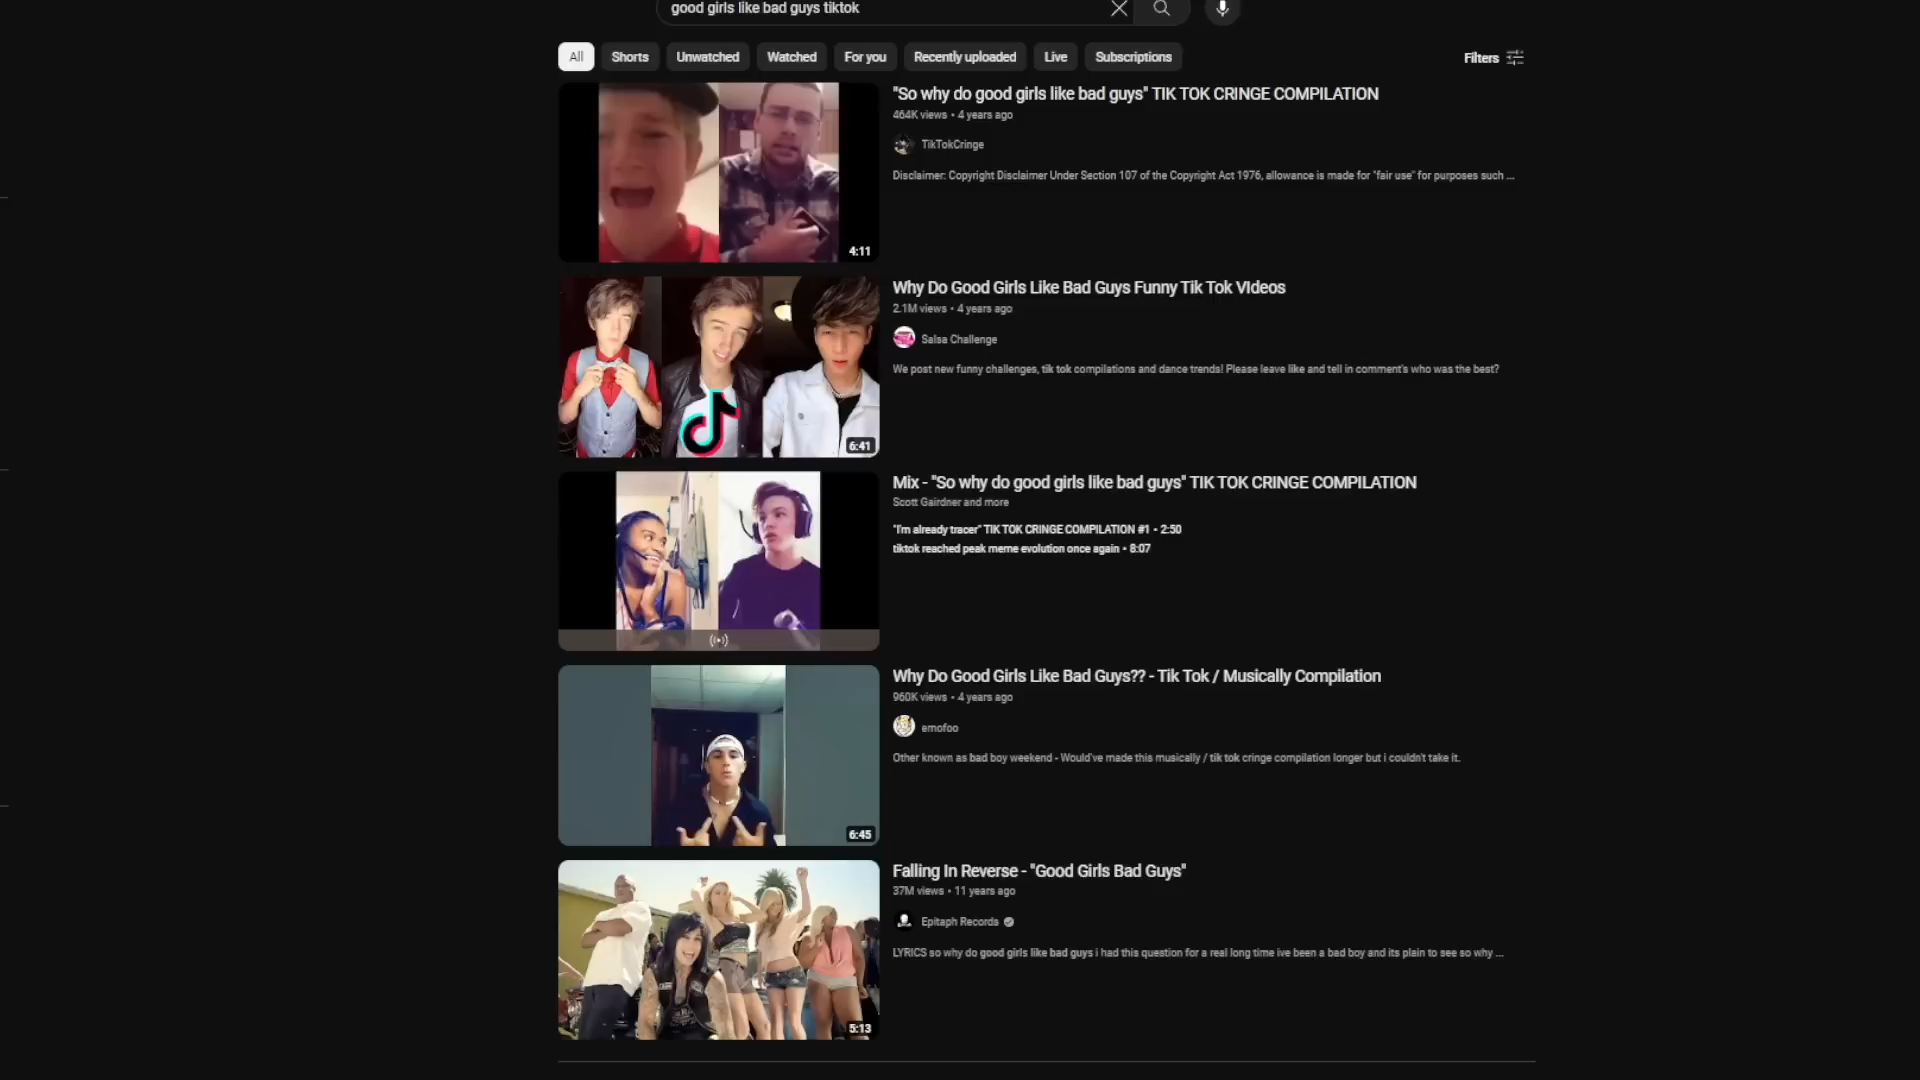 good girls like bad guys tiktok
All Shorts Unwatched Watched For you Recently uploaded Live Subscriptions Filters
"So why do good girls like bad guys" TIK TOK CRINGE COMPILATION
464K views • 4 years ago
TikTokCringe
Disclaimer: Copyright Disclaimer Under Section 107 of the Copyright Act 1976, allowance is made for "fair use" for purposes such ...
4:11
Why Do Good Girls Like Bad Guys Funny Tik Tok VIdeos
2.1M views • 4 years ago
Salsa Challenge
We post new funny challenges, tik tok compilations and dance trends! Please leave like and tell in comment's who was the best?
6:41
Mix - "So why do good girls like bad guys" TIK TOK CRINGE COMPILATION
Scott Gairdner and more
"I'm already tracer" TIK TOK CRINGE COMPILATION #1 • 2:50
tiktok reached peak meme evolution once again • 8:07
Why Do Good Girls Like Bad Guys?? - Tik Tok / Musically Compilation
960K views • 4 years ago
emofoo
Other known as bad boy weekend - Would've made this musically / tik tok cringe compilation longer but i couldn't take it.
6:45
Falling In Reverse - "Good Girls Bad Guys"
37M views • 11 years ago
Epitaph Records
LYRICS so why do good girls like bad guys i had this question for a real long time ive been a bad boy and its plain to see so why ...
5:13